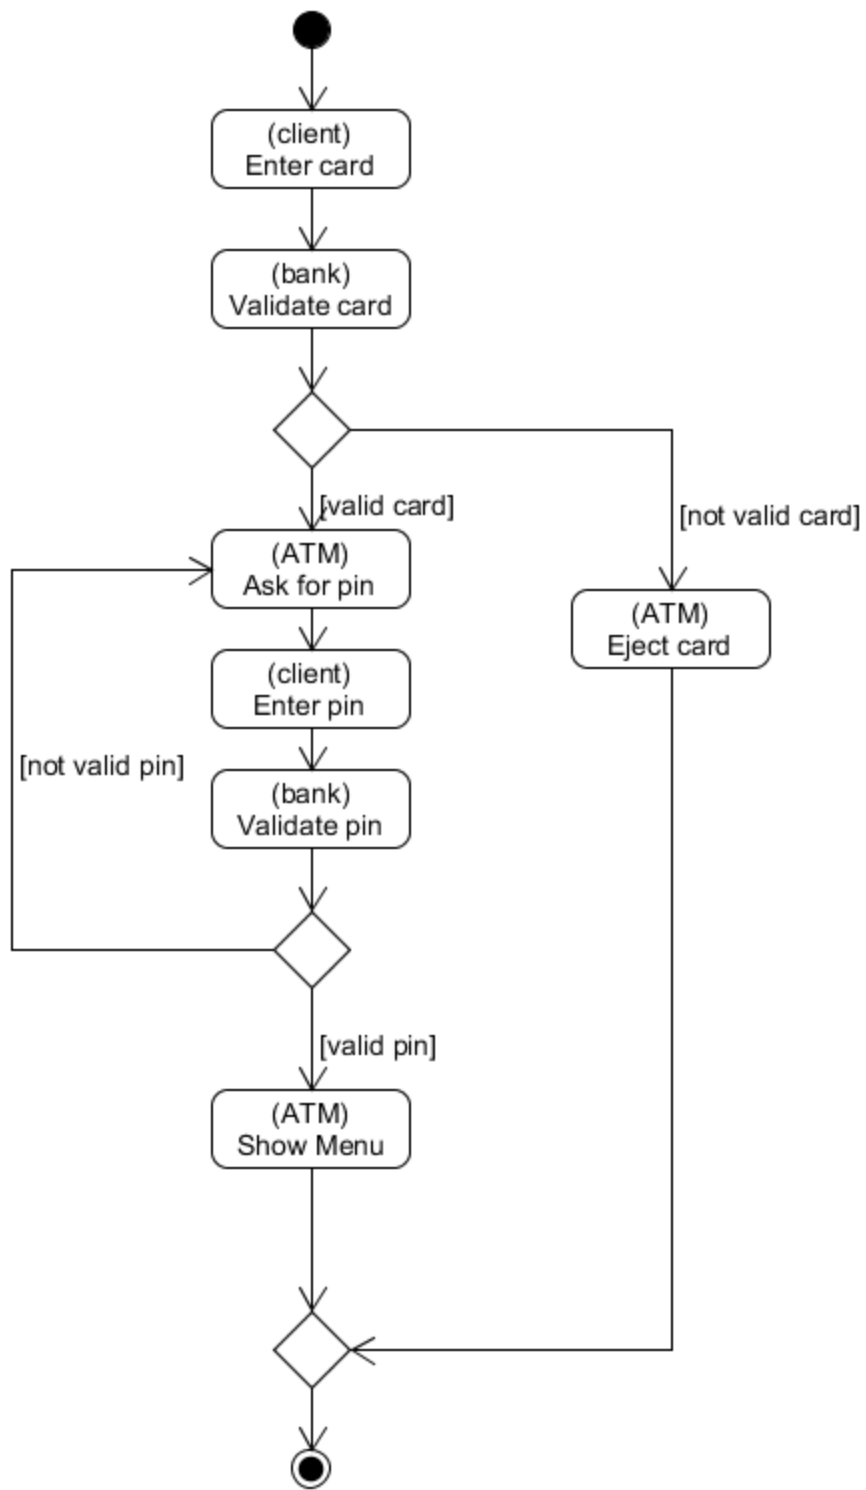 (client)
Enter card
(bank)
Validate card
[valid card]
[not valid card]
(ATM)
Ask for pin
(ATM)
Eject card
(client)
Enter pin
[not valid pin]
(bank)
Validate pin
[valid pin]
(ATM)
Show Menu